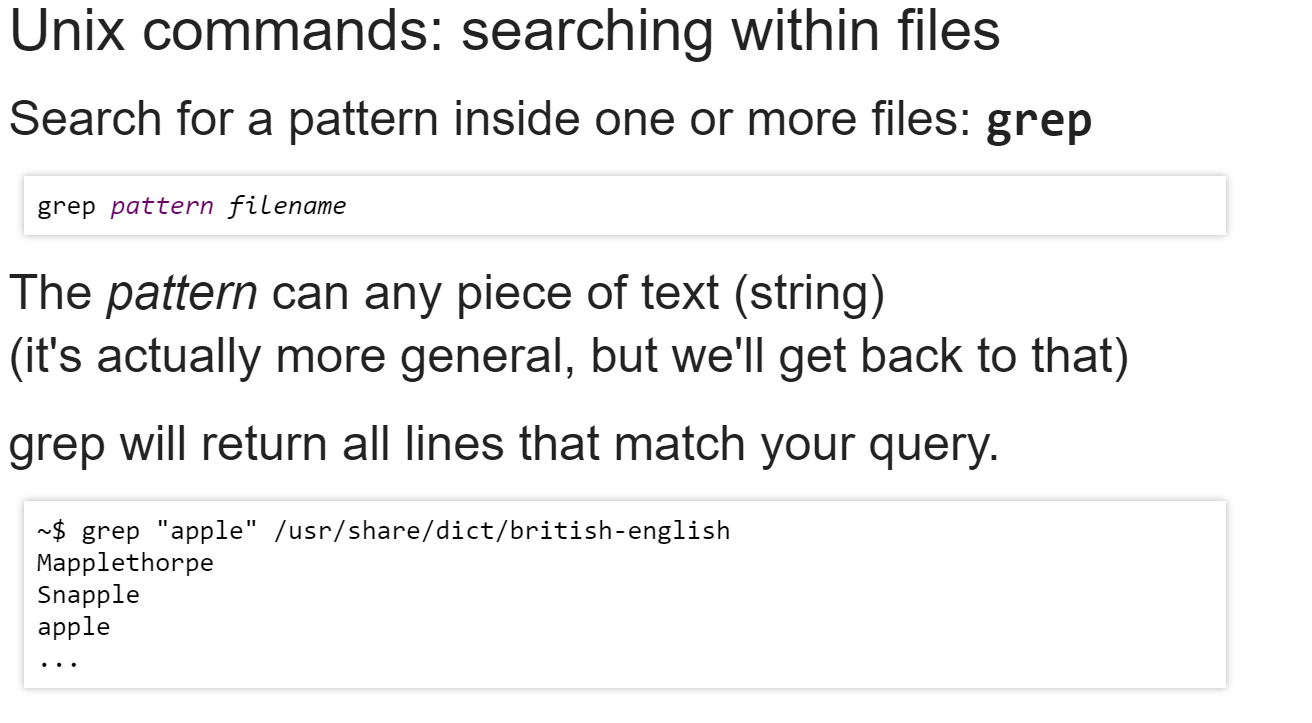 Unix commands: searching within files
Search for a pattern inside one or more files: grep
grep pattern filename
The pattern can any piece of text (string)
(it's actually more general, but we'll get back to that)
grep will return all lines that match your query.
~$ grep "apple" /usr/share/dict/british-english
Mapplethorpe
Snapple
apple
...